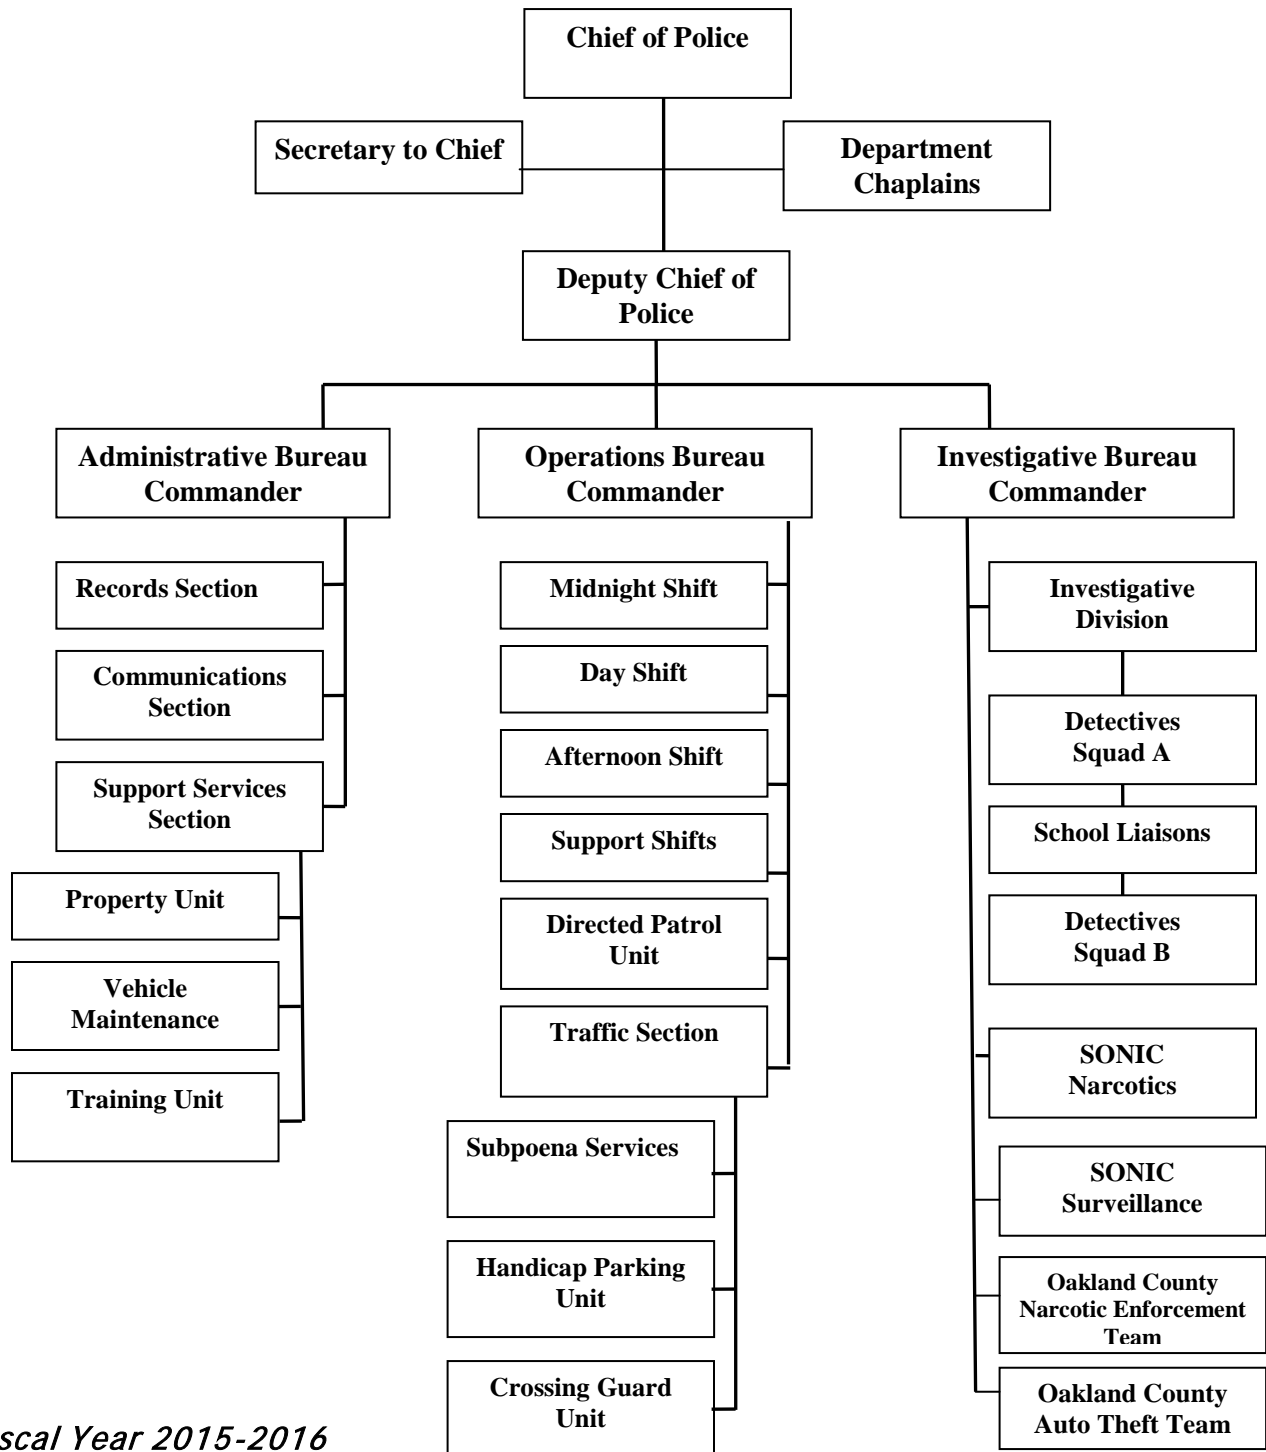 Chief of Police
Secretary to Chief
Department
Chaplains
Deputy Chief of
Police
Administrative Bureau
Commander
Operations Bureau
Commander
Investigative Bureau
Commander
Records Section
Communications
Section
Support Services
Section
Property Unit
Vehicle
Maintenance
Training Unit
Midnight Shift
Day Shift
Afternoon Shift
Support Shifts
Directed Patrol
Unit
Traffic Section
Subpoena Services
Handicap Parking
Unit
Crossing Guard
Unit
Investigative
Division
Detectives
Squad A
School Liaisons
Detectives
Squad B
SONIC
Narcotics
SONIC
Surveillance
Oakland County
Narcotic Enforcement
Team
Oakland County
Auto Theft Team
scal Year 2015-2016